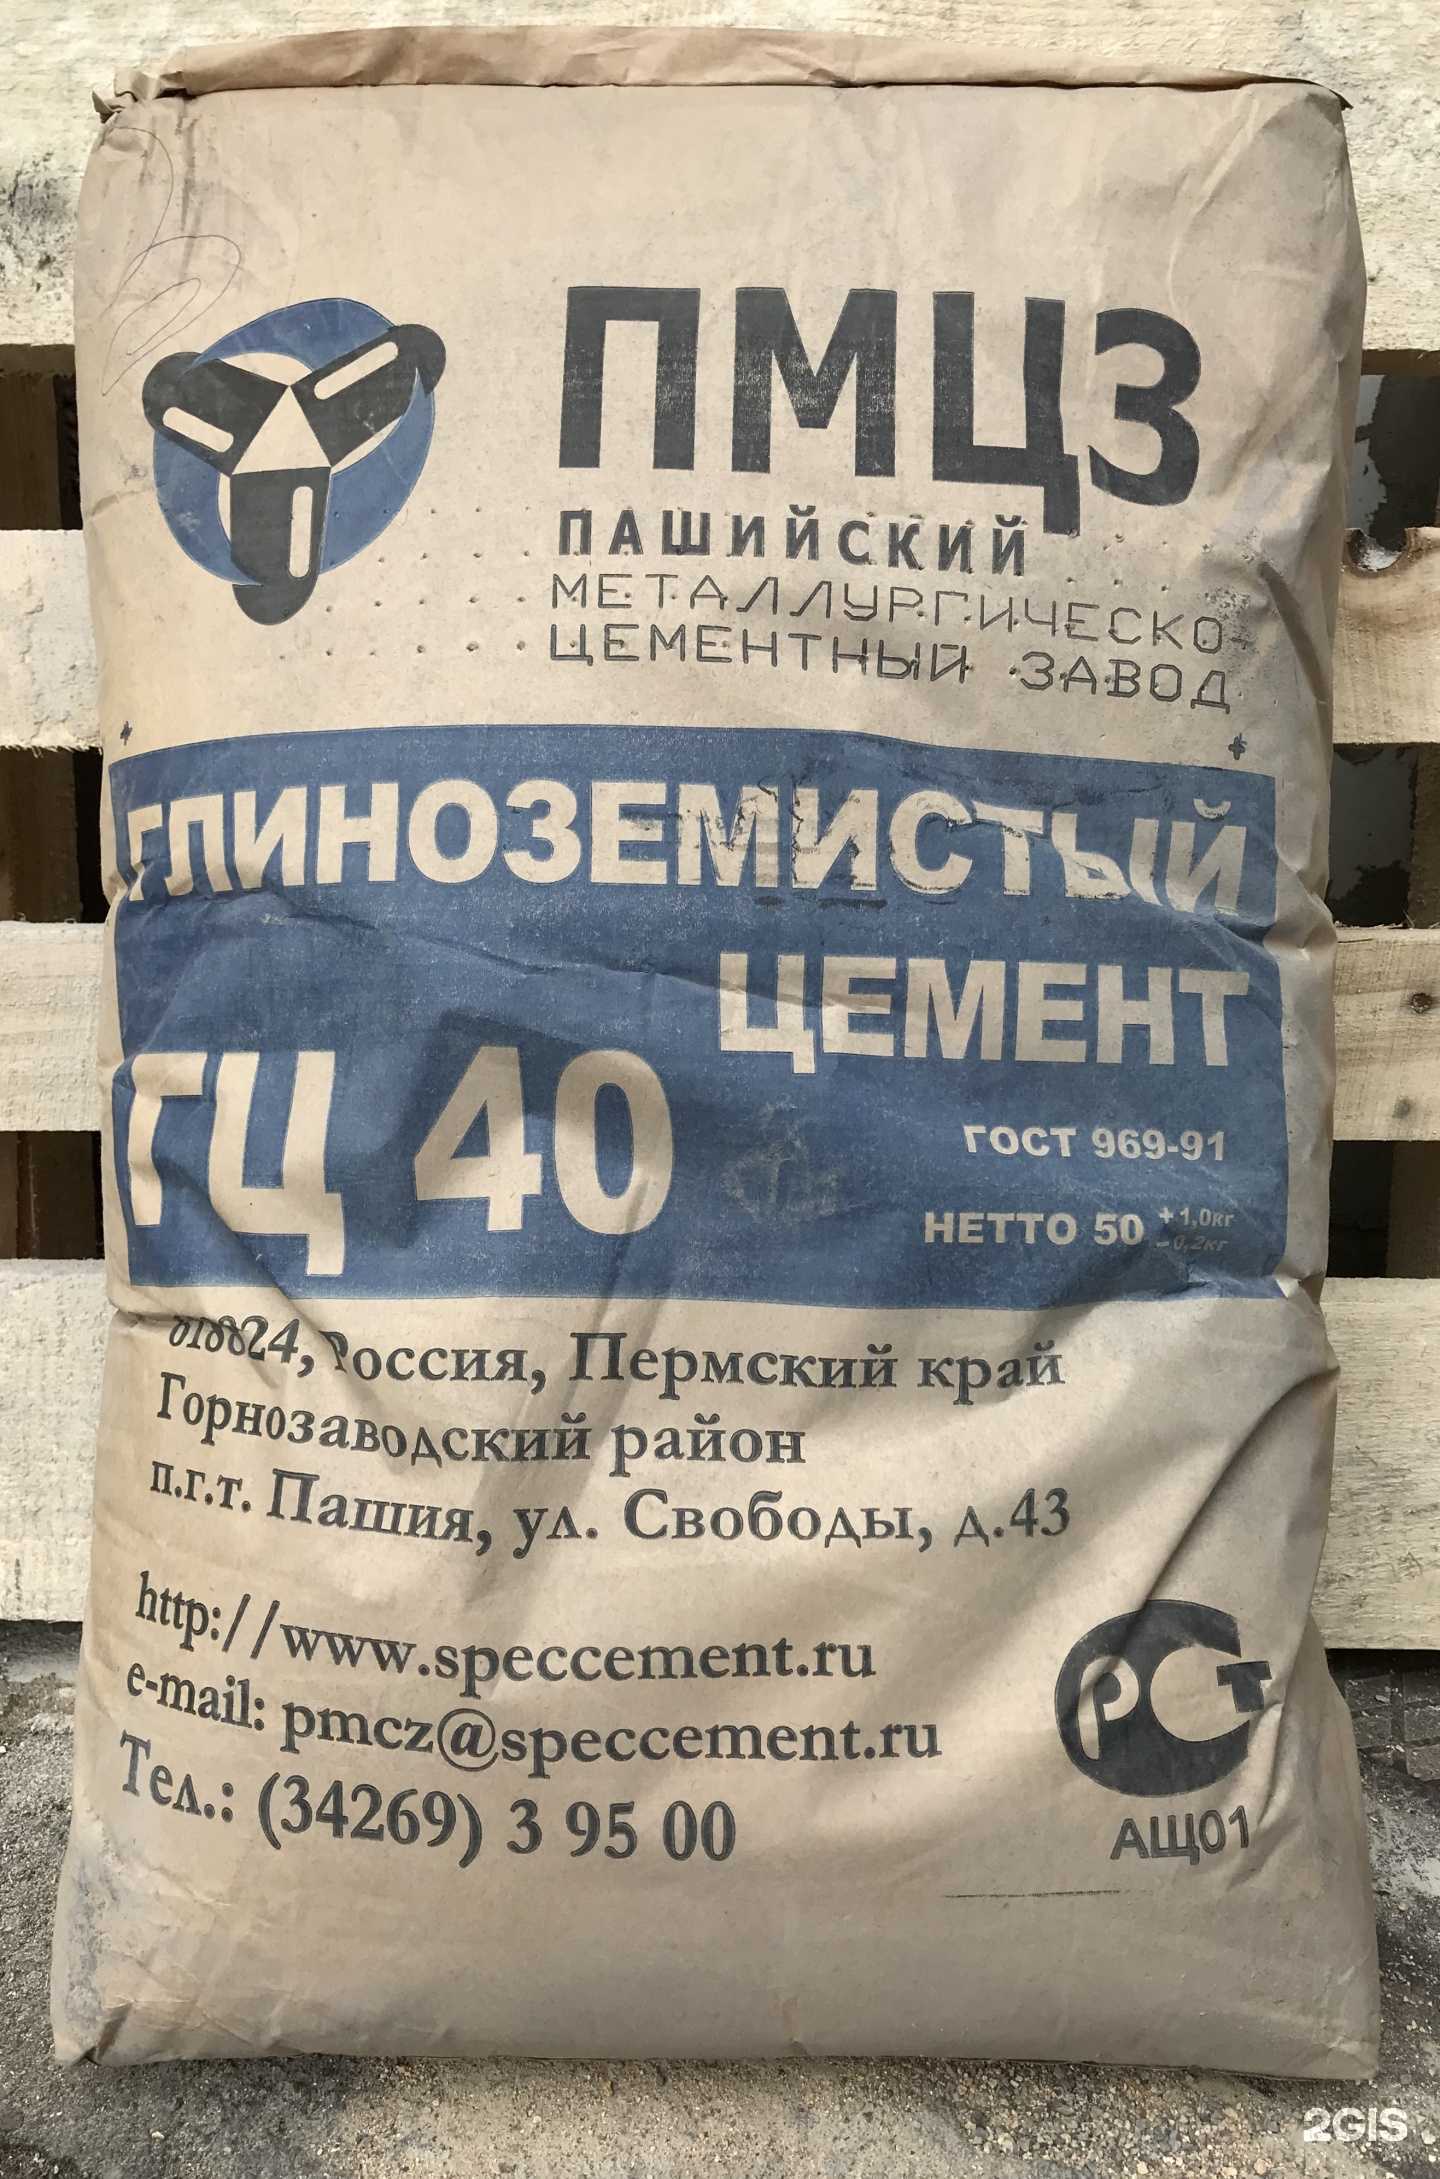 ПМЦЗ
ПАШИЙСКИЙ
МЕТАЛЛУРГИЧЕСКО-
ЦЕМЕНТНЫЙ ЗАВОД
ГЛИНОЗЕМИСТЫЙ
ЦЕМЕНТ
ГЦ 40
ГОСТ 969-91
НЕТТО 50 +1,0кг
-0,2кг
Россия, Пермский край
Горнозаводский район
п.г.т. Пашия, ул. Свободы, д.43
http://www.speccement.ru
e-mail: pmcz@speccement.ru
Тел.: (34269) 3 95 00
РСТ
АЩ01
2GIS